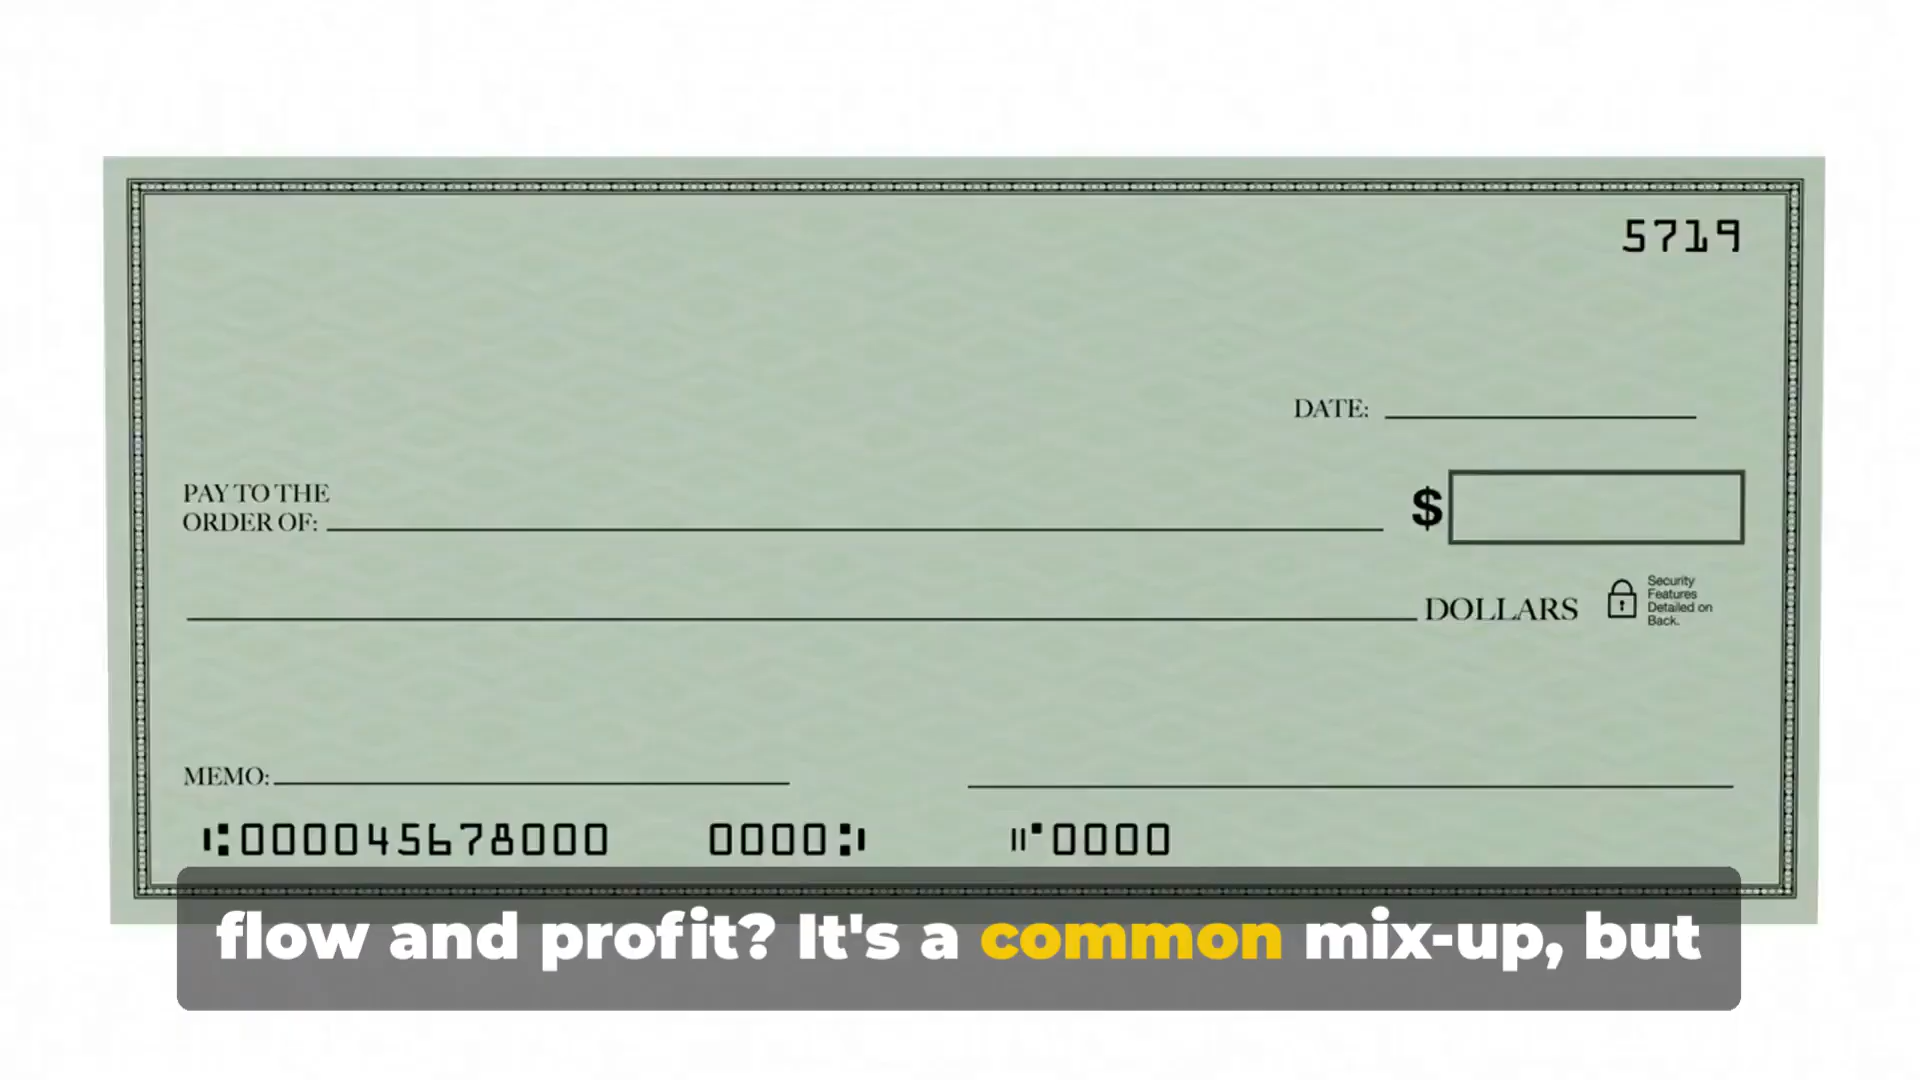 5719
DATE:
PAY TO THE
ORDER OF:
$
DOLLARS
Security
Features
Detailed on
Back.
MEMO:
⑆000045678000 0000⑆ ⑈0000
flow and profit? It's a common mix-up, but